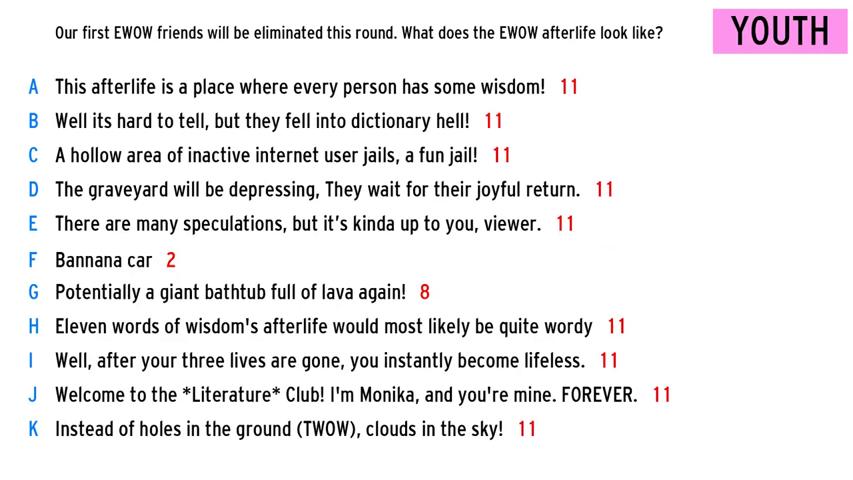 Our first EWOW friends will be eliminated this round. What does the EWOW afterlife look like?
YOUTH
A This afterlife is a place where every person has some wisdom! 11
B Well its hard to tell, but they fell into dictionary hell! 11
C A hollow area of inactive internet user jails, a fun jail! 11
D The graveyard will be depressing, They wait for their joyful return. 11
E There are many speculations, but it's kinda up to you, viewer. 11
F Bannana car 2
G Potentially a giant bathtub full of lava again! 8
H Eleven words of wisdom's afterlife would most likely be quite wordy 11
I Well, after your three lives are gone, you instantly become lifeless. 11
J Welcome to the *Literature* Club! I'm Monika, and you're mine. FOREVER. 11
K Instead of holes in the ground (TWOW), clouds in the sky! 11